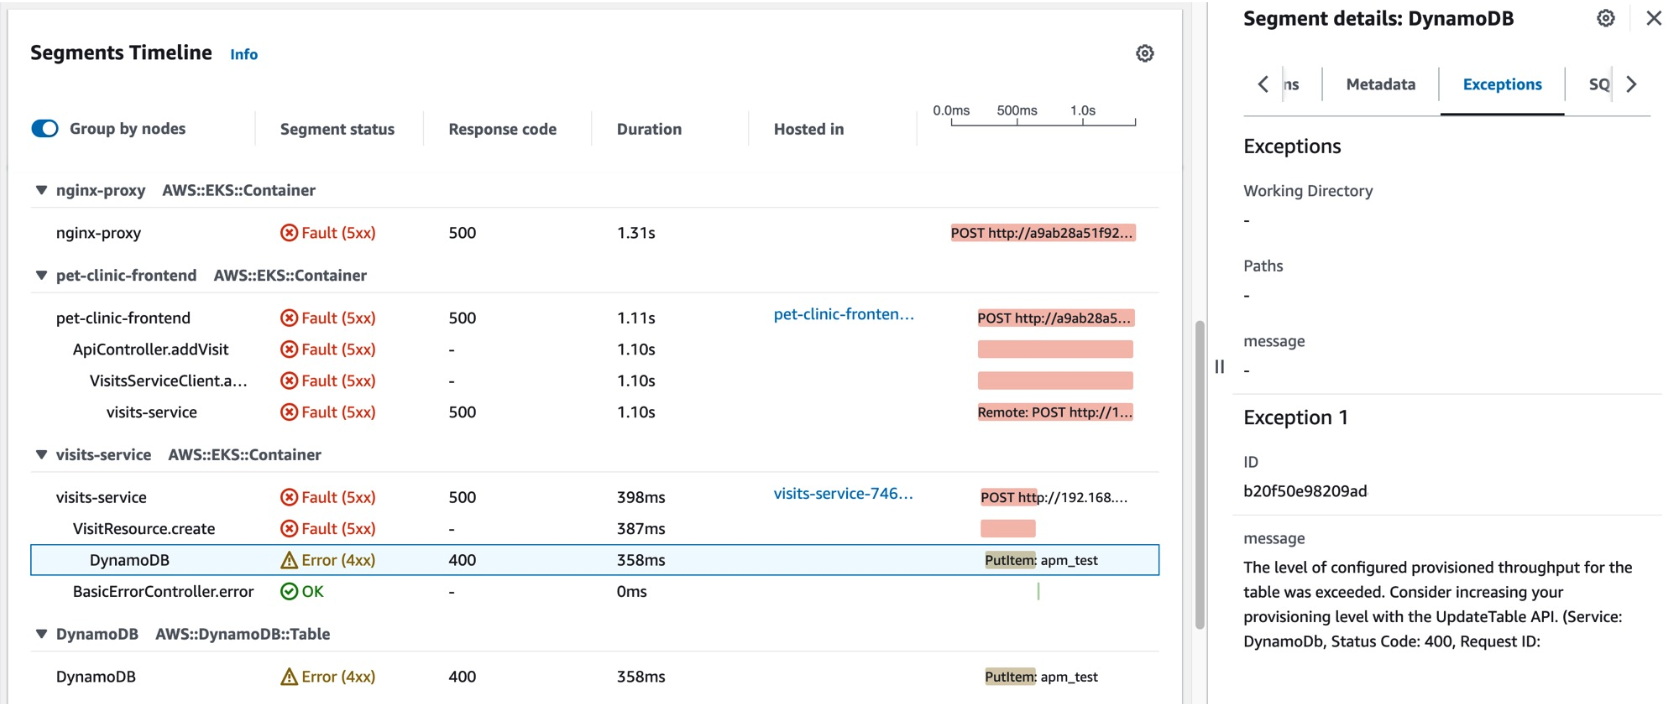 Segments Timeline Info
Group by nodes Segment status Response code Duration Hosted in 0.0ms 500ms 1.0s
nginx-proxy AWS::EKS::Container
nginx-proxy Fault (5xx) 500 1.31s POST http://a9ab28a51f92...
pet-clinic-frontend AWS::EKS::Container
pet-clinic-frontend Fault (5xx) 500 1.11s pet-clinic-fronten... POST http://a9ab28a5...
ApiController.addVisit Fault (5xx) - 1.10s
VisitsServiceClient.a... Fault (5xx) - 1.10s
visits-service Fault (5xx) 500 1.10s Remote: POST http://1...
visits-service AWS::EKS::Container
visits-service Fault (5xx) 500 398ms visits-service-746... POST http://192.168....
VisitResource.create Fault (5xx) - 387ms
DynamoDB Error (4xx) 400 358ms PutItem: apm_test
BasicErrorController.error OK - 0ms
DynamoDB AWS::DynamoDB::Table
DynamoDB Error (4xx) 400 358ms PutItem: apm_test
Segment details: DynamoDB
ns Metadata Exceptions SQ
Exceptions
Working Directory
-
Paths
-
message
-
Exception 1
ID
b20f50e98209ad
message
The level of configured provisioned throughput for the
table was exceeded. Consider increasing your
provisioning level with the UpdateTable API. (Service:
DynamoDb, Status Code: 400, Request ID: